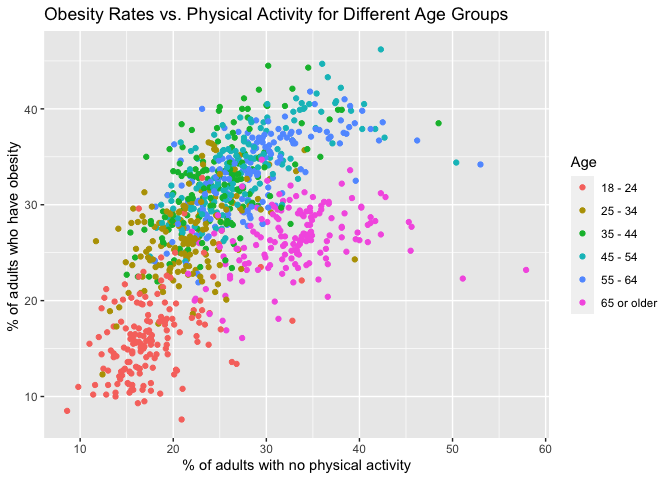 Obesity Rates vs. Physical Activity for Different Age Groups
% of adults who have obesity
40
30
20
10
10 20 30 40 50 60
% of adults with no physical activity
Age
18 - 24
25 - 34
35 - 44
45 - 54
55 - 64
65 or older